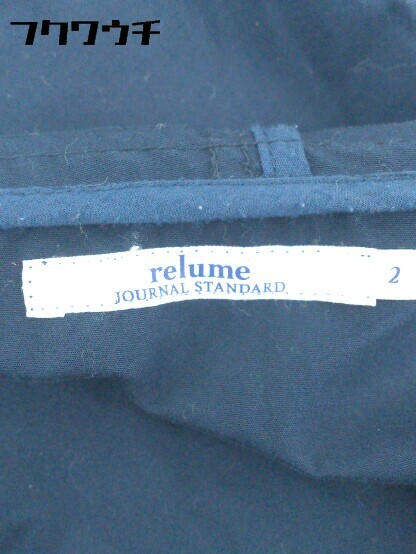 フクワウチ
relume
JOURNAL STANDARD
2